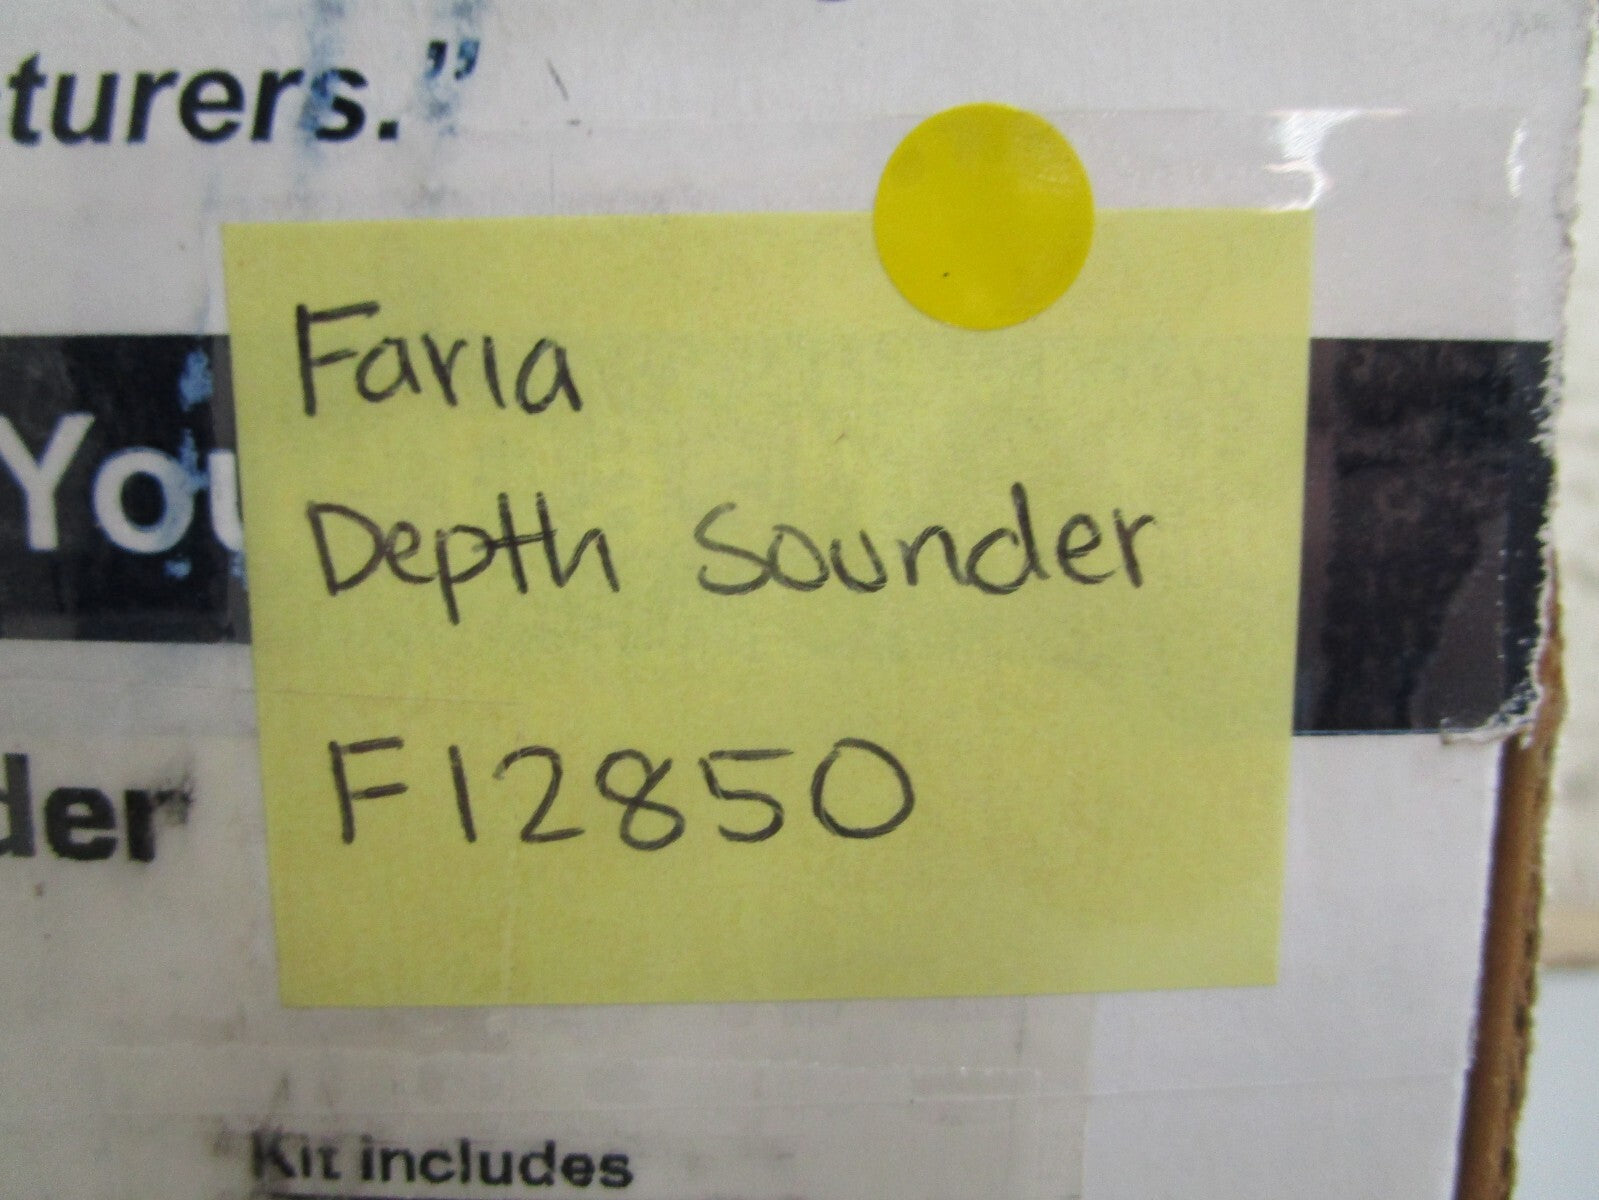 turers.”
You
Faria
Depth Sounder
F12850
der
Kit includes